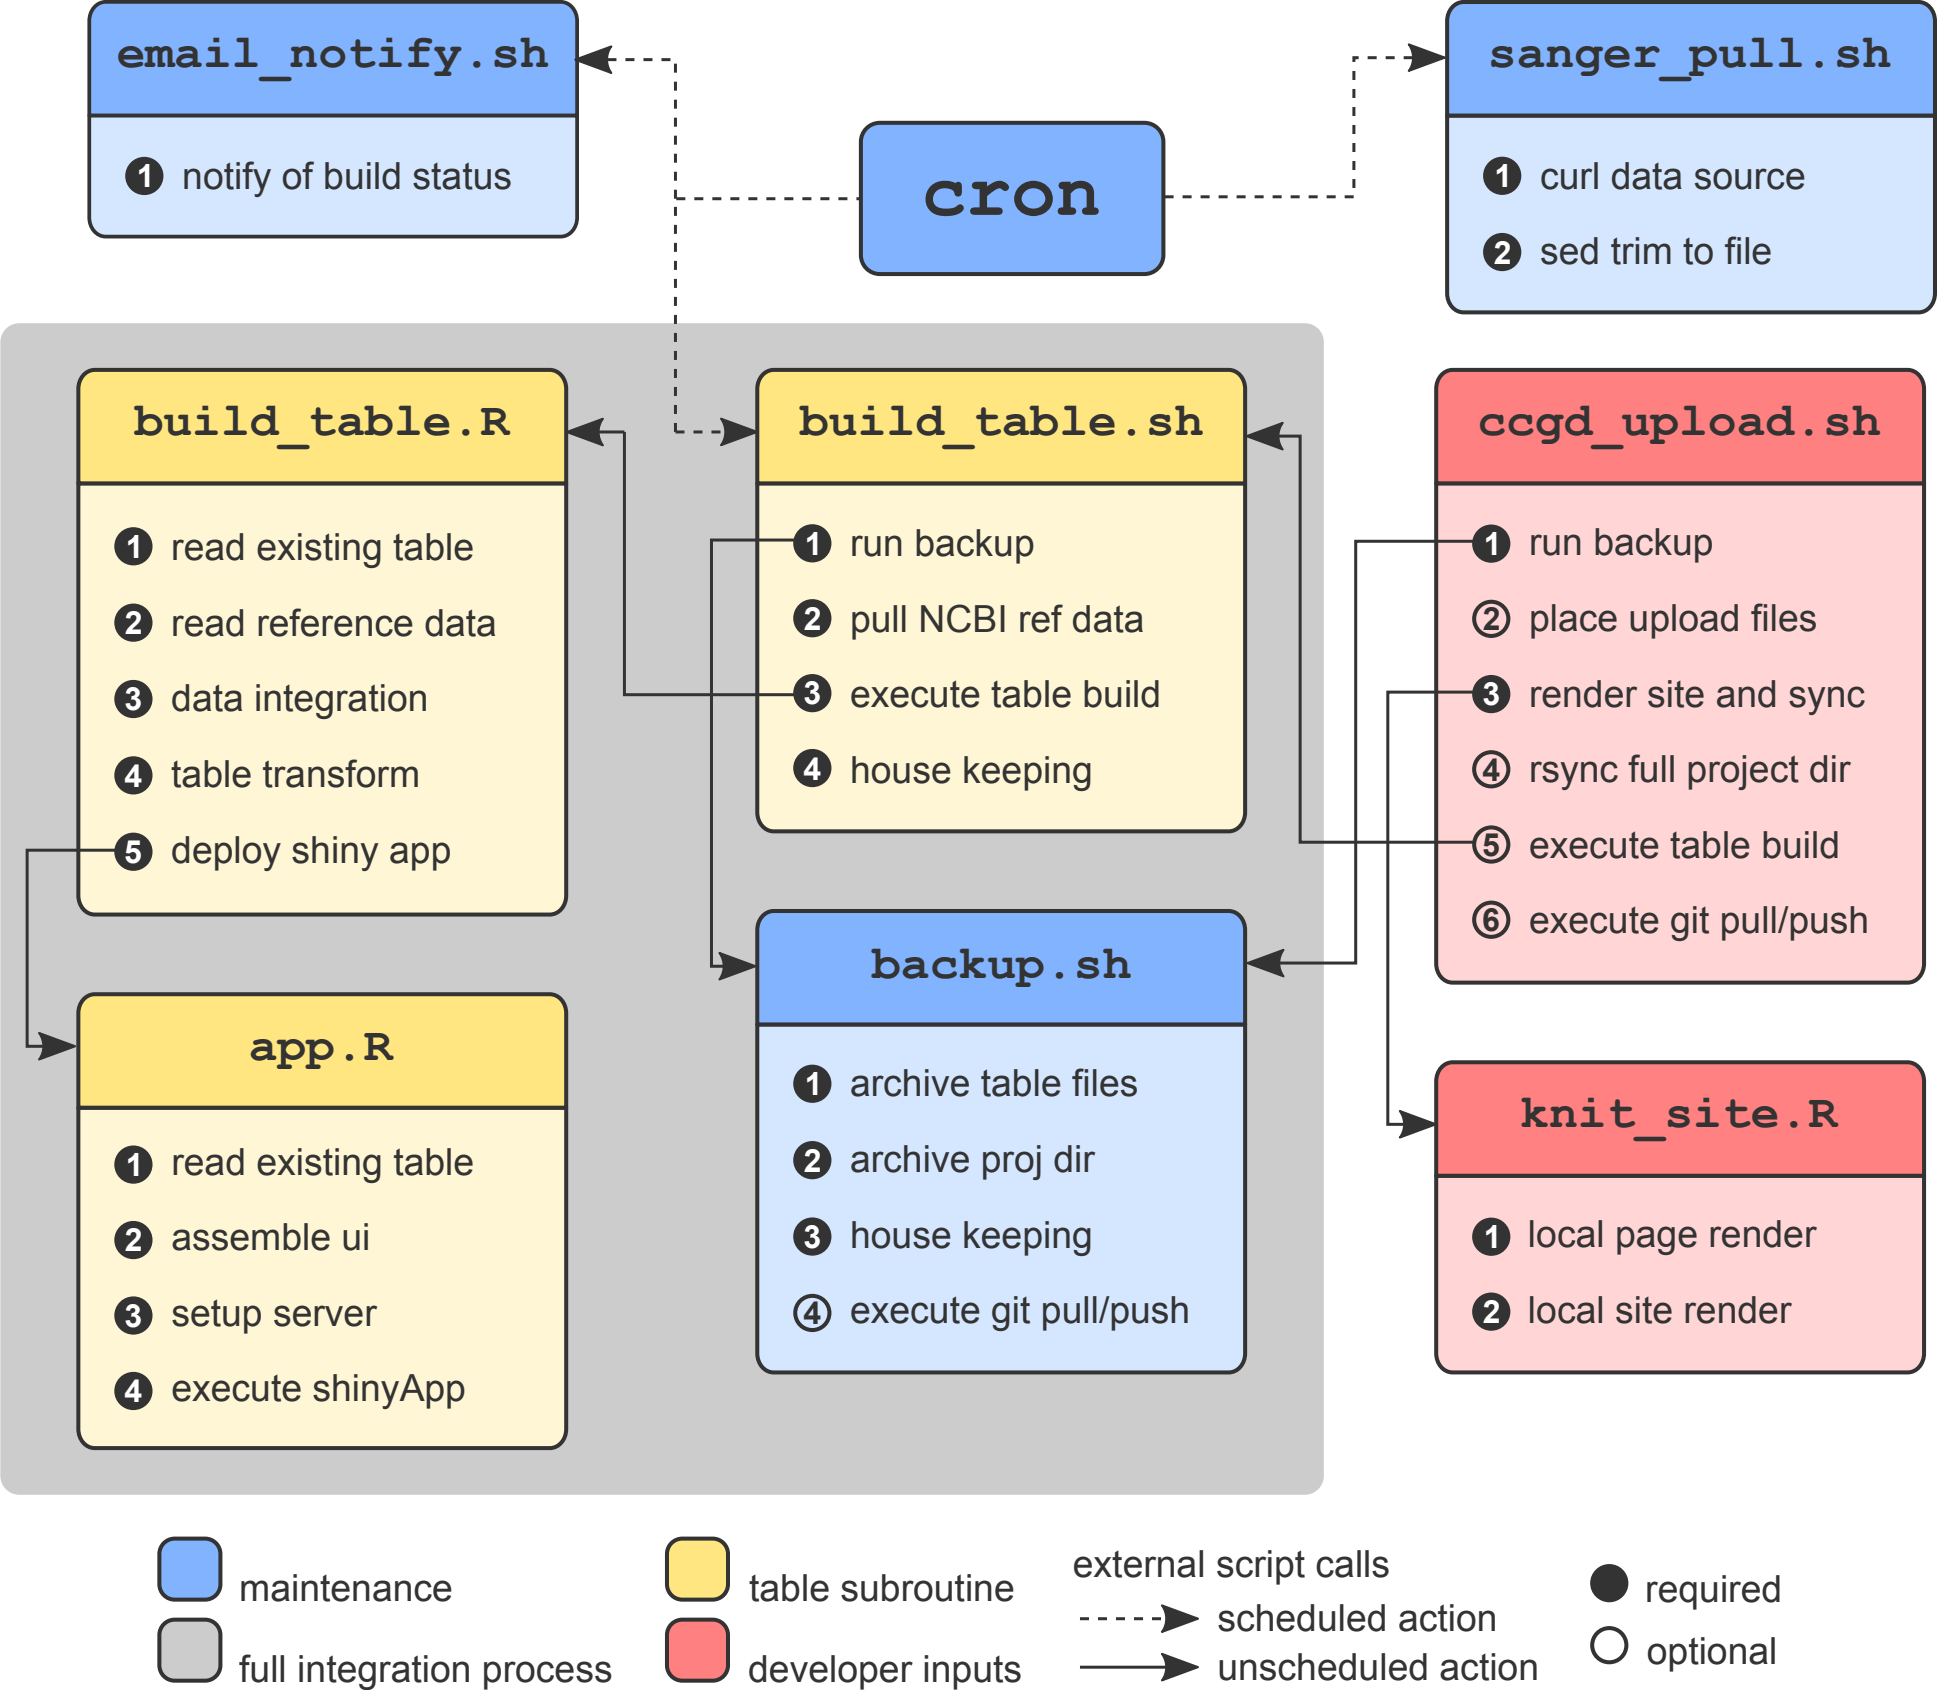 email_notify.sh
1 notify of build status
cron
sanger_pull.sh
1 curl data source
2 sed trim to file
build_table.R
1 read existing table
2 read reference data
3 data integration
4 table transform
5 deploy shiny app
build_table.sh
1 run backup
2 pull NCBI ref data
3 execute table build
4 house keeping
ccgd_upload.sh
1 run backup
2 place upload files
3 render site and sync
4 rsync full project dir
5 execute table build
6 execute git pull/push
app.R
1 read existing table
2 assemble ui
3 setup server
4 execute shinyApp
backup.sh
1 archive table files
2 archive proj dir
3 house keeping
4 execute git pull/push
knit_site.R
1 local page render
2 local site render
maintenance
full integration process
table subroutine
developer inputs
external script calls
scheduled action
unscheduled action
required
optional